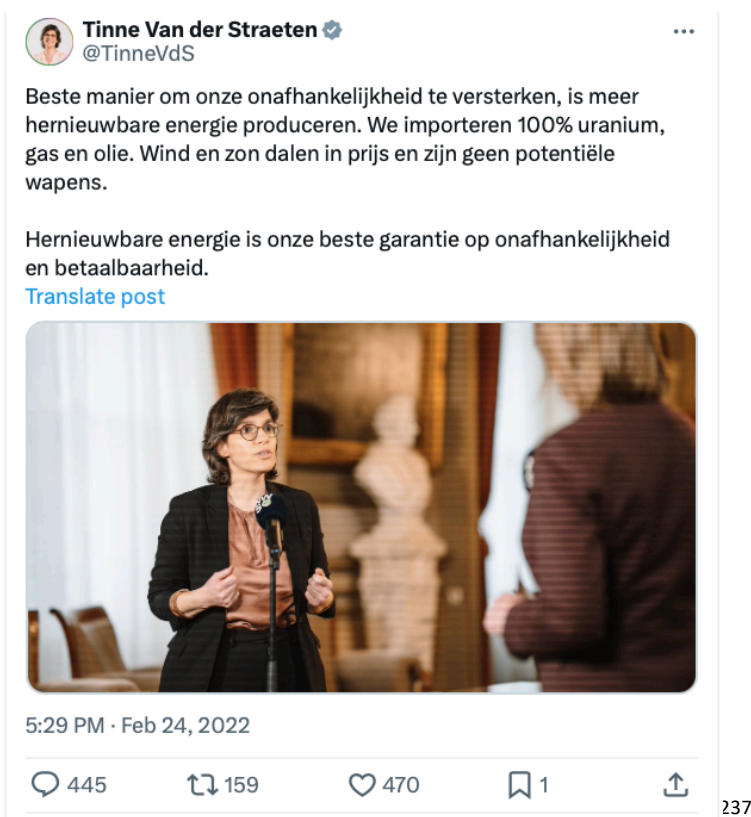 Tinne Van der Straeten
@TinneVdS
Beste manier om onze onafhankelijkheid te versterken, is meer
hernieuwbare energie produceren. We importeren 100% uranium,
gas en olie. Wind en zon dalen in prijs en zijn geen potentiële
wapens.
Hernieuwbare energie is onze beste garantie op onafhankelijkheid
en betaalbaarheid.
Translate post
5:29 PM · Feb 24, 2022
445 159 470 1
237